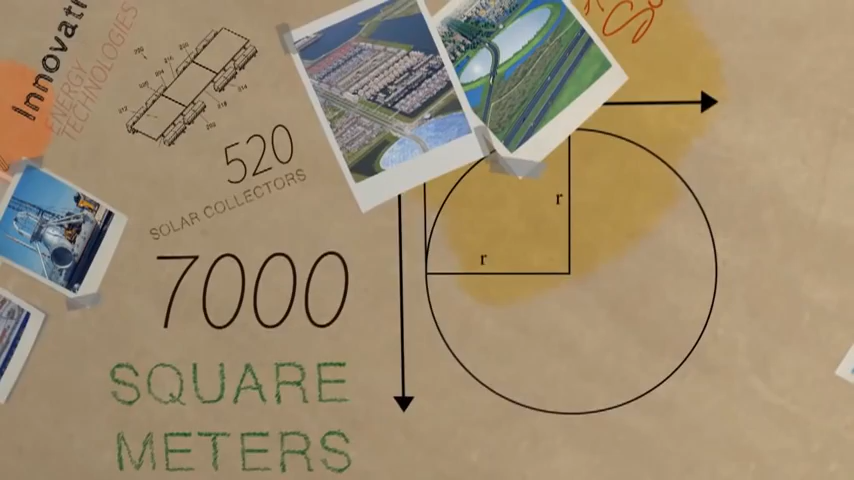 Innovati
ENERGY
TECHNOLOGIES
520
SOLAR COLLECTORS
7000
SQUARE
METERS
r
r